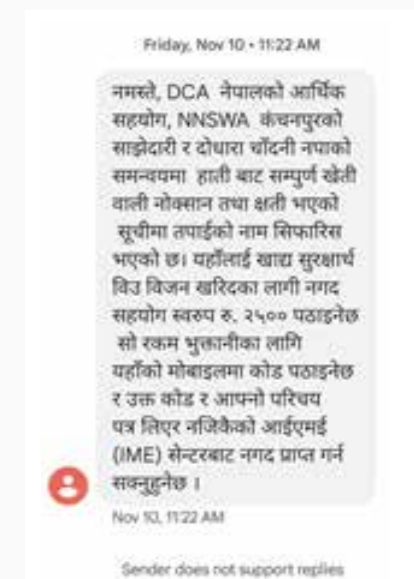 Friday, Nov 10 • 11:22 AM
नमस्ते, DCA नेपालको आर्थिक
सहयोग, NNSWA कंचनपुरको
साझेदारी र दोधारा चाँदनी नपाको
समन्वयमा हाती बाट सम्पुर्ण खेती
वाली नोक्सान तथा क्षती भएको
सूचीमा तपाईको नाम सिफारिस
भएको छ। यहाँलाई खाद्य सुरक्षार्थ
विउ विजन खरिदका लागी नगद
सहयोग स्वरुप रु. २५०० पठाइनेछ
सो रकम भुक्तानीका लागि
यहाँको मोबाइलमा कोड पठाइनेछ
र उक्त कोड र आफ्नो परिचय
पत्र लिएर नजिकैको आईएमई
(IME) सेन्टरबाट नगद प्राप्त गर्न
सक्नुहुनेछ ।
Nov 10, 11:22 AM
Sender does not support replies